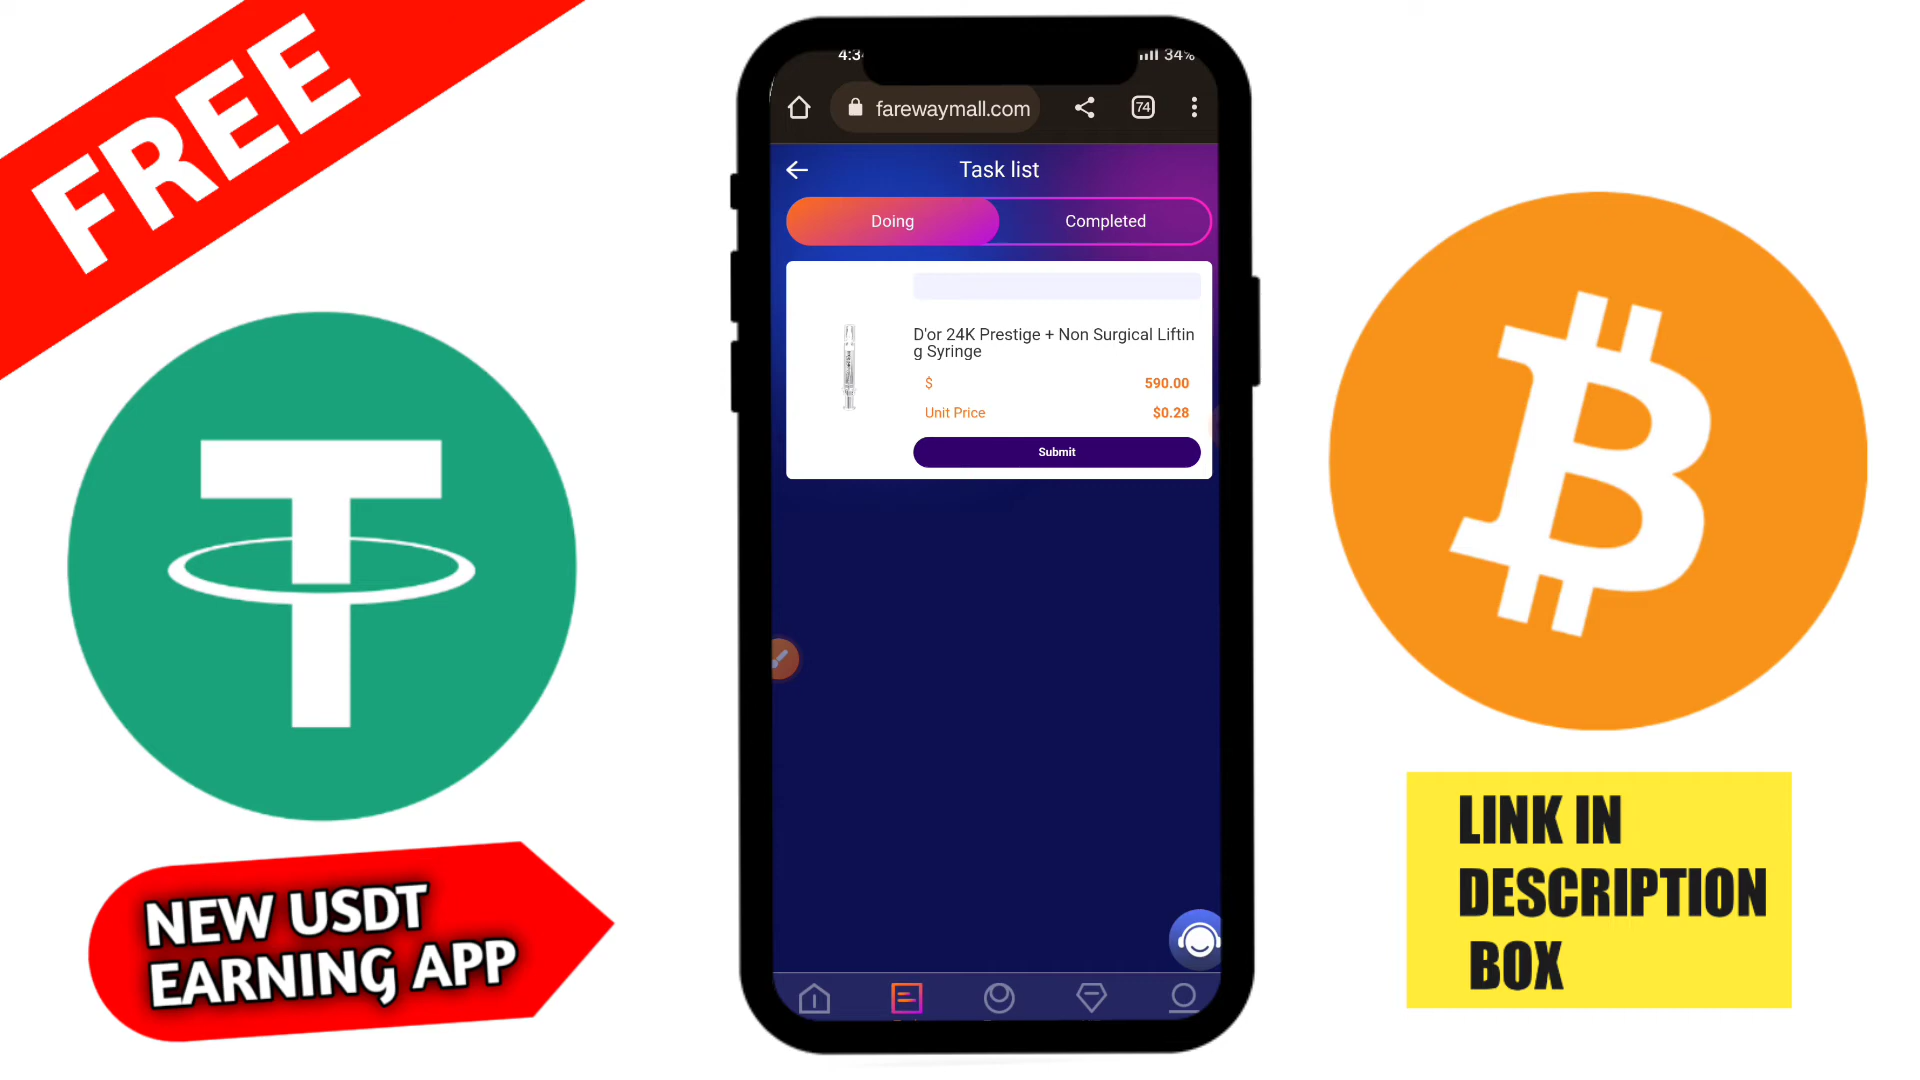 FREE
4:3
34%
farewaymall.com
74
Task list
Doing
Completed
D'or 24K Prestige + Non Surgical Liftin
g Syringe
$
590.00
Unit Price
$0.28
Submit
NEW USDT
EARNING APP
LINK IN
DESCRIPTION
BOX